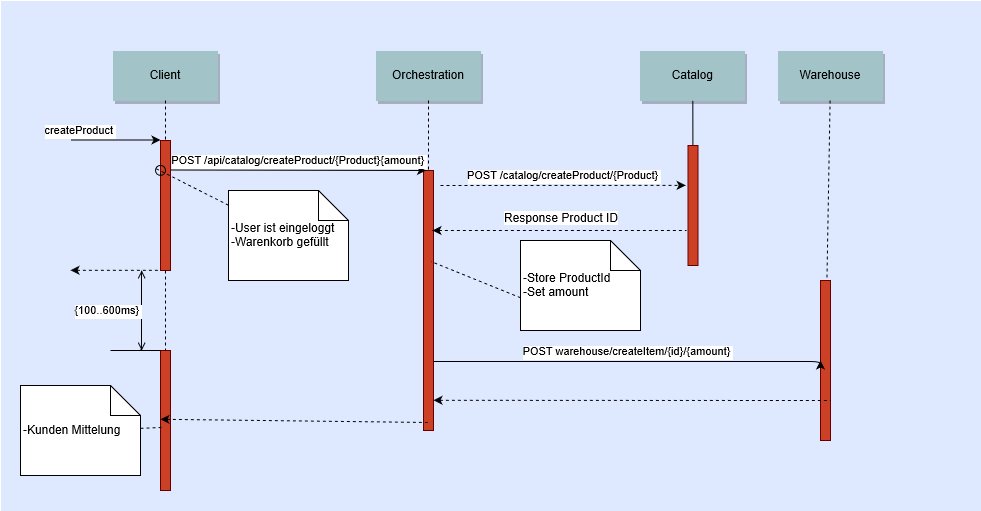 Client
Orchestration
Catalog
Warehouse
createProduct
POST /api/catalog/createProduct/{Product}{amount}
POST /catalog/createProduct/{Product}
-User ist eingeloggt
-Warenkorb gefüllt
Response Product ID
-Store ProductId
-Set amount
{100..600ms}
POST warehouse/createItem/{id}/{amount}
-Kunden Mittelung